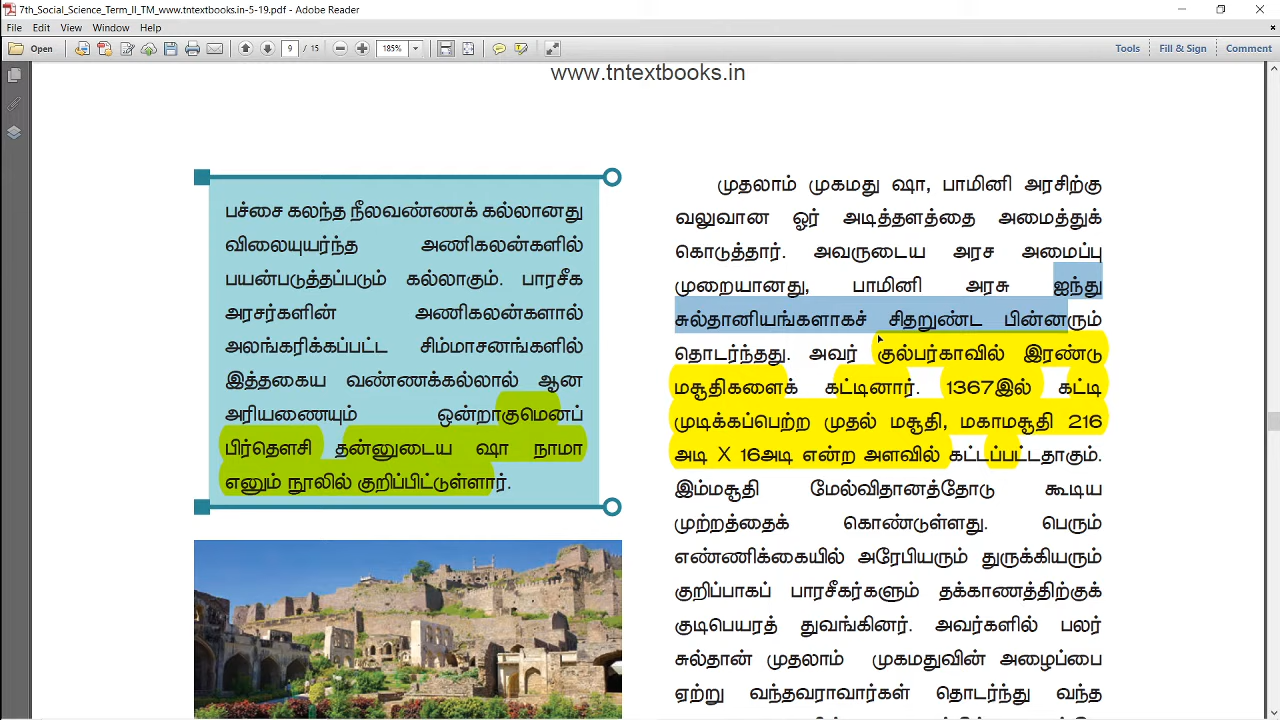 7th_Social_Science_Term_II_TM_www.tntextbooks.in-5-19.pdf - Adobe Reader
File Edit View Window Help
Open 9 / 15 185% Tools Fill & Sign Comment
www.tntextbooks.in
பச்சை கலந்த நீலவண்ணக் கல்லானது
விலையுயர்ந்த அணிகலன்களில்
பயன்படுத்தப்படும் கல்லாகும். பாரசீக
அரசர்களின் அணிகலன்களால்
அலங்கரிக்கப்பட்ட சிம்மாசனங்களில்
இத்தகைய வண்ணக்கல்லால் ஆன
அரியணையும் ஒன்றாகுமெனப்
பிர்தௌசி தன்னுடைய ஷா நாமா
எனும் நூலில் குறிப்பிட்டுள்ளார்.
முதலாம் முகமது ஷா, பாமினி அரசிற்கு
வலுவான ஓர் அடித்தளத்தை அமைத்துக்
கொடுத்தார். அவருடைய அரச அமைப்பு
முறையானது, பாமினி அரசு ஐந்து
சுல்தானியங்களாகச் சிதறுண்ட பின்னரும்
தொடர்ந்தது. அவர் குல்பர்காவில் இரண்டு
மசூதிகளைக் கட்டினார். 1367இல் கட்டி
முடிக்கப்பெற்ற முதல் மசூதி, மகாமசூதி 216
அடி X 16அடி என்ற அளவில் கட்டப்பட்டதாகும்.
இம்மசூதி மேல்விதானத்தோடு கூடிய
முற்றத்தைக் கொண்டுள்ளது. பெரும்
எண்ணிக்கையில் அரேபியரும் துருக்கியரும்
குறிப்பாகப் பாரசீகர்களும் தக்காணத்திற்குக்
குடிபெயரத் துவங்கினர். அவர்களில் பலர்
சுல்தான் முதலாம் முகமதுவின் அழைப்பை
ஏற்று வந்தவராவார்கள் தொடர்ந்து வந்த